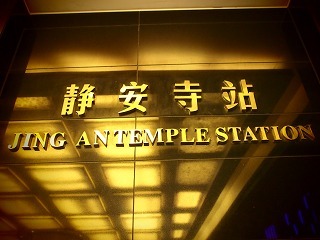 静安寺站
JING ANTEMPLE STATION